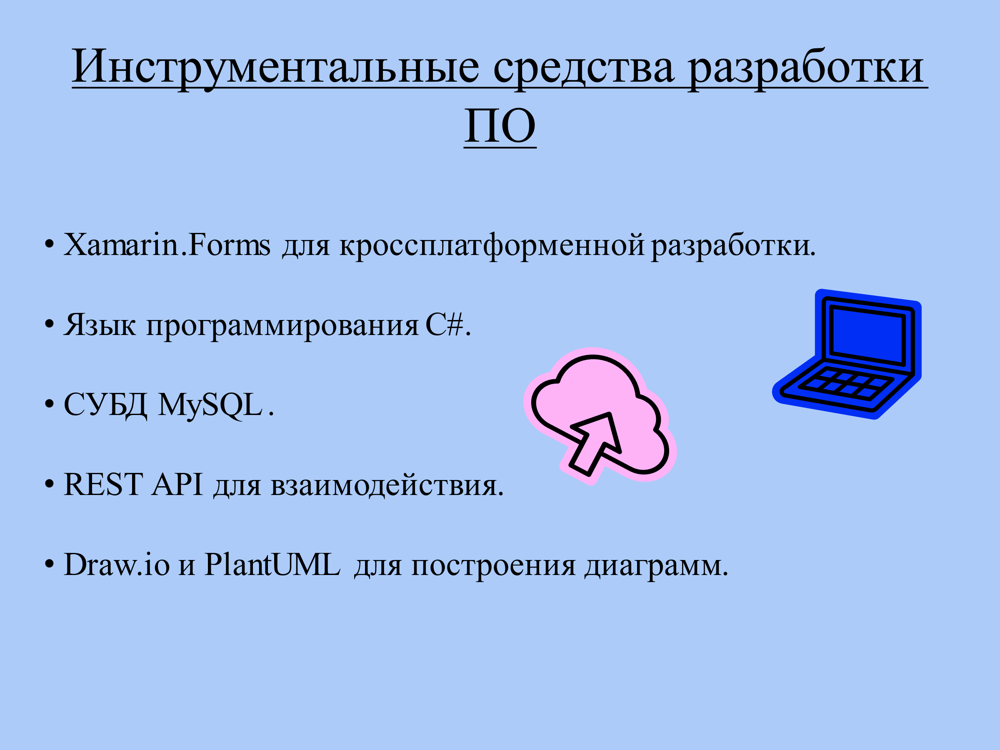 Инструментальные средства разработки
ПО
• Xamarin.Forms для кроссплатформенной разработки.
• Язык программирования C#.
• СУБД MySQL .
• REST API для взаимодействия.
• Draw.io и PlantUML для построения диаграмм.